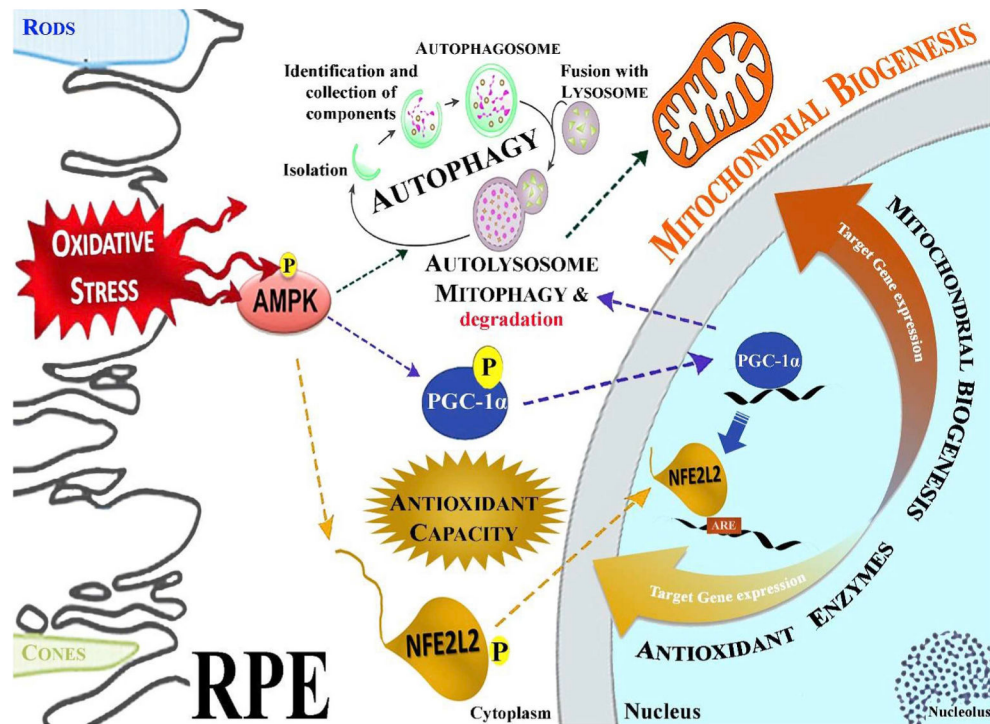 RODS
AUTOPHAGOSOME
Identification and
collection of
components
Fusion with
LYSOSOME
Isolation
AUTOPHAGY
MITOCHONDRIAL BIOGENESIS
OXIDATIVE
STRESS
P
AMPK
AUTOLYSOSOME
MITOPHAGY &
degradation
Target Gene expression
MITOCHONDRIAL BIOGENESIS
P
PGC-1α
PGC-1α
NFE2L2
ARE
ANTIOXIDANT
CAPACITY
Target Gene expression
ANTIOXIDANT ENZYMES
NFE2L2
P
CONES
RPE
Cytoplasm
Nucleus
Nucleolus